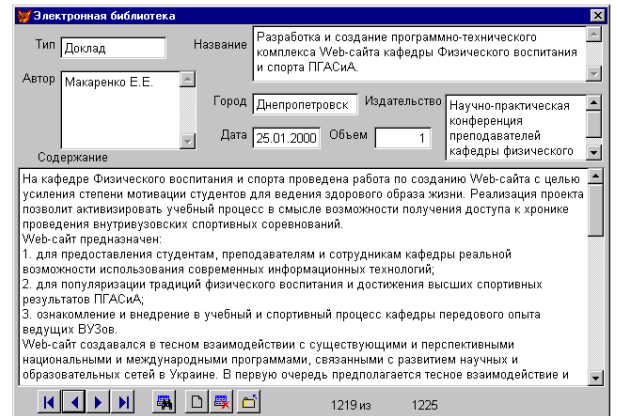 Электронная библиотека
Тип
Доклад
Название
Разработка и создание программно-технического
комплекса Web-сайта кафедры Физического воспитания
и спорта ПГАСиА.
Автор
Макаренко Е.Е.
Город
Днепропетровск
Издательство
Научно-практическая
конференция
преподавателей
кафедры физического
Дата
25.01.2000
Объем
1
Содержание
На кафедре Физического воспитания и спорта проведена работа по созданию Web-сайта с целью
усиления степени мотивации студентов для ведения здорового образа жизни. Реализация проекта
позволит активизировать учебный процесс в смысле возможности получения доступа к хронике
проведения внутривузовских спортивных соревнований.
Web-сайт предназначен:
1. для предоставления студентам, преподавателям и сотрудникам кафедры реальной
возможности использования современных информационных технологий;
2. для популяризации традиций физического воспитания и достижения высших спортивных
результатов ПГАСиА;
3. ознакомление и внедрение в учебный и спортивный процесс кафедры передового опыта
ведущих ВУЗов.
Web-сайт создавался в тесном взаимодействии с существующими и перспективными
национальными и международными программами, связанными с развитием научных и
образовательных сетей в Украине. В первую очередь предполагается тесное взаимодействие и
1219 из 1225